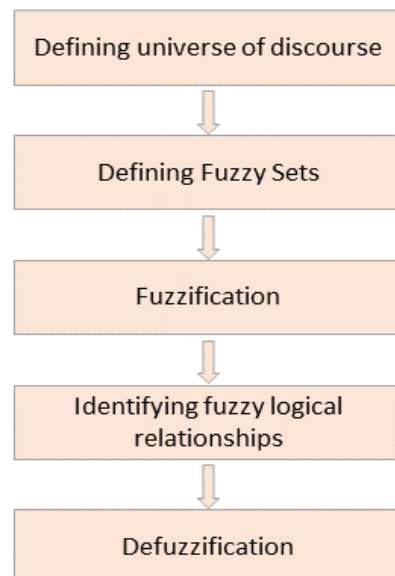 Defining universe of discourse
Defining Fuzzy Sets
Fuzzification
Identifying fuzzy logical
relationships
Defuzzification